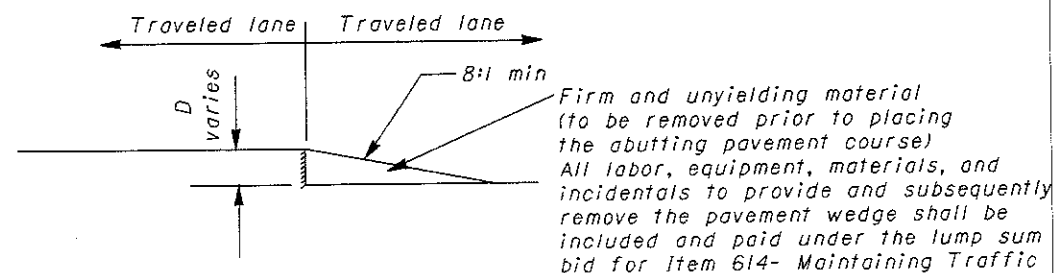 Traveled lane Traveled lane
8:1 min
D
varies
Firm and unyielding material
(to be removed prior to placing
the abutting pavement course)
All labor, equipment, materials, and
incidentals to provide and subsequently
remove the pavement wedge shall be
included and paid under the lump sum
bid for Item 614- Maintaining Traffic